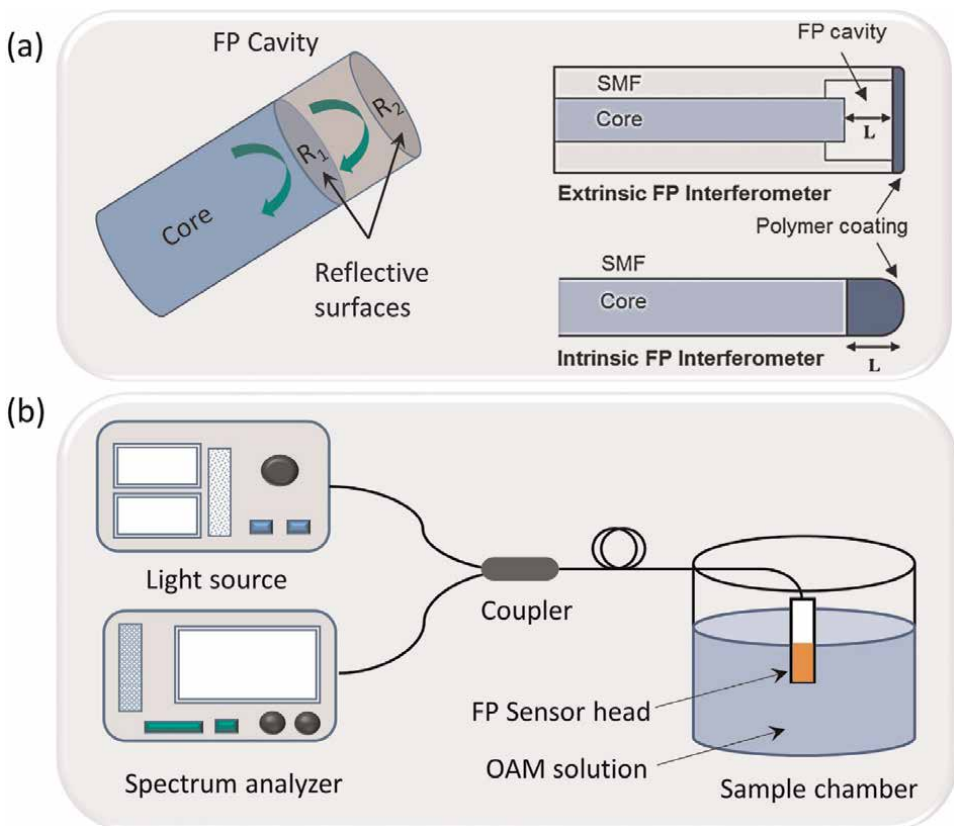 (a)
FP Cavity
R₁
R₂
Core
Reflective
surfaces
FP cavity
SMF
Core
L
Extrinsic FP Interferometer
Polymer coating
SMF
Core
Intrinsic FP Interferometer
L
(b)
Light source
Coupler
Spectrum analyzer
FP Sensor head
OAM solution
Sample chamber